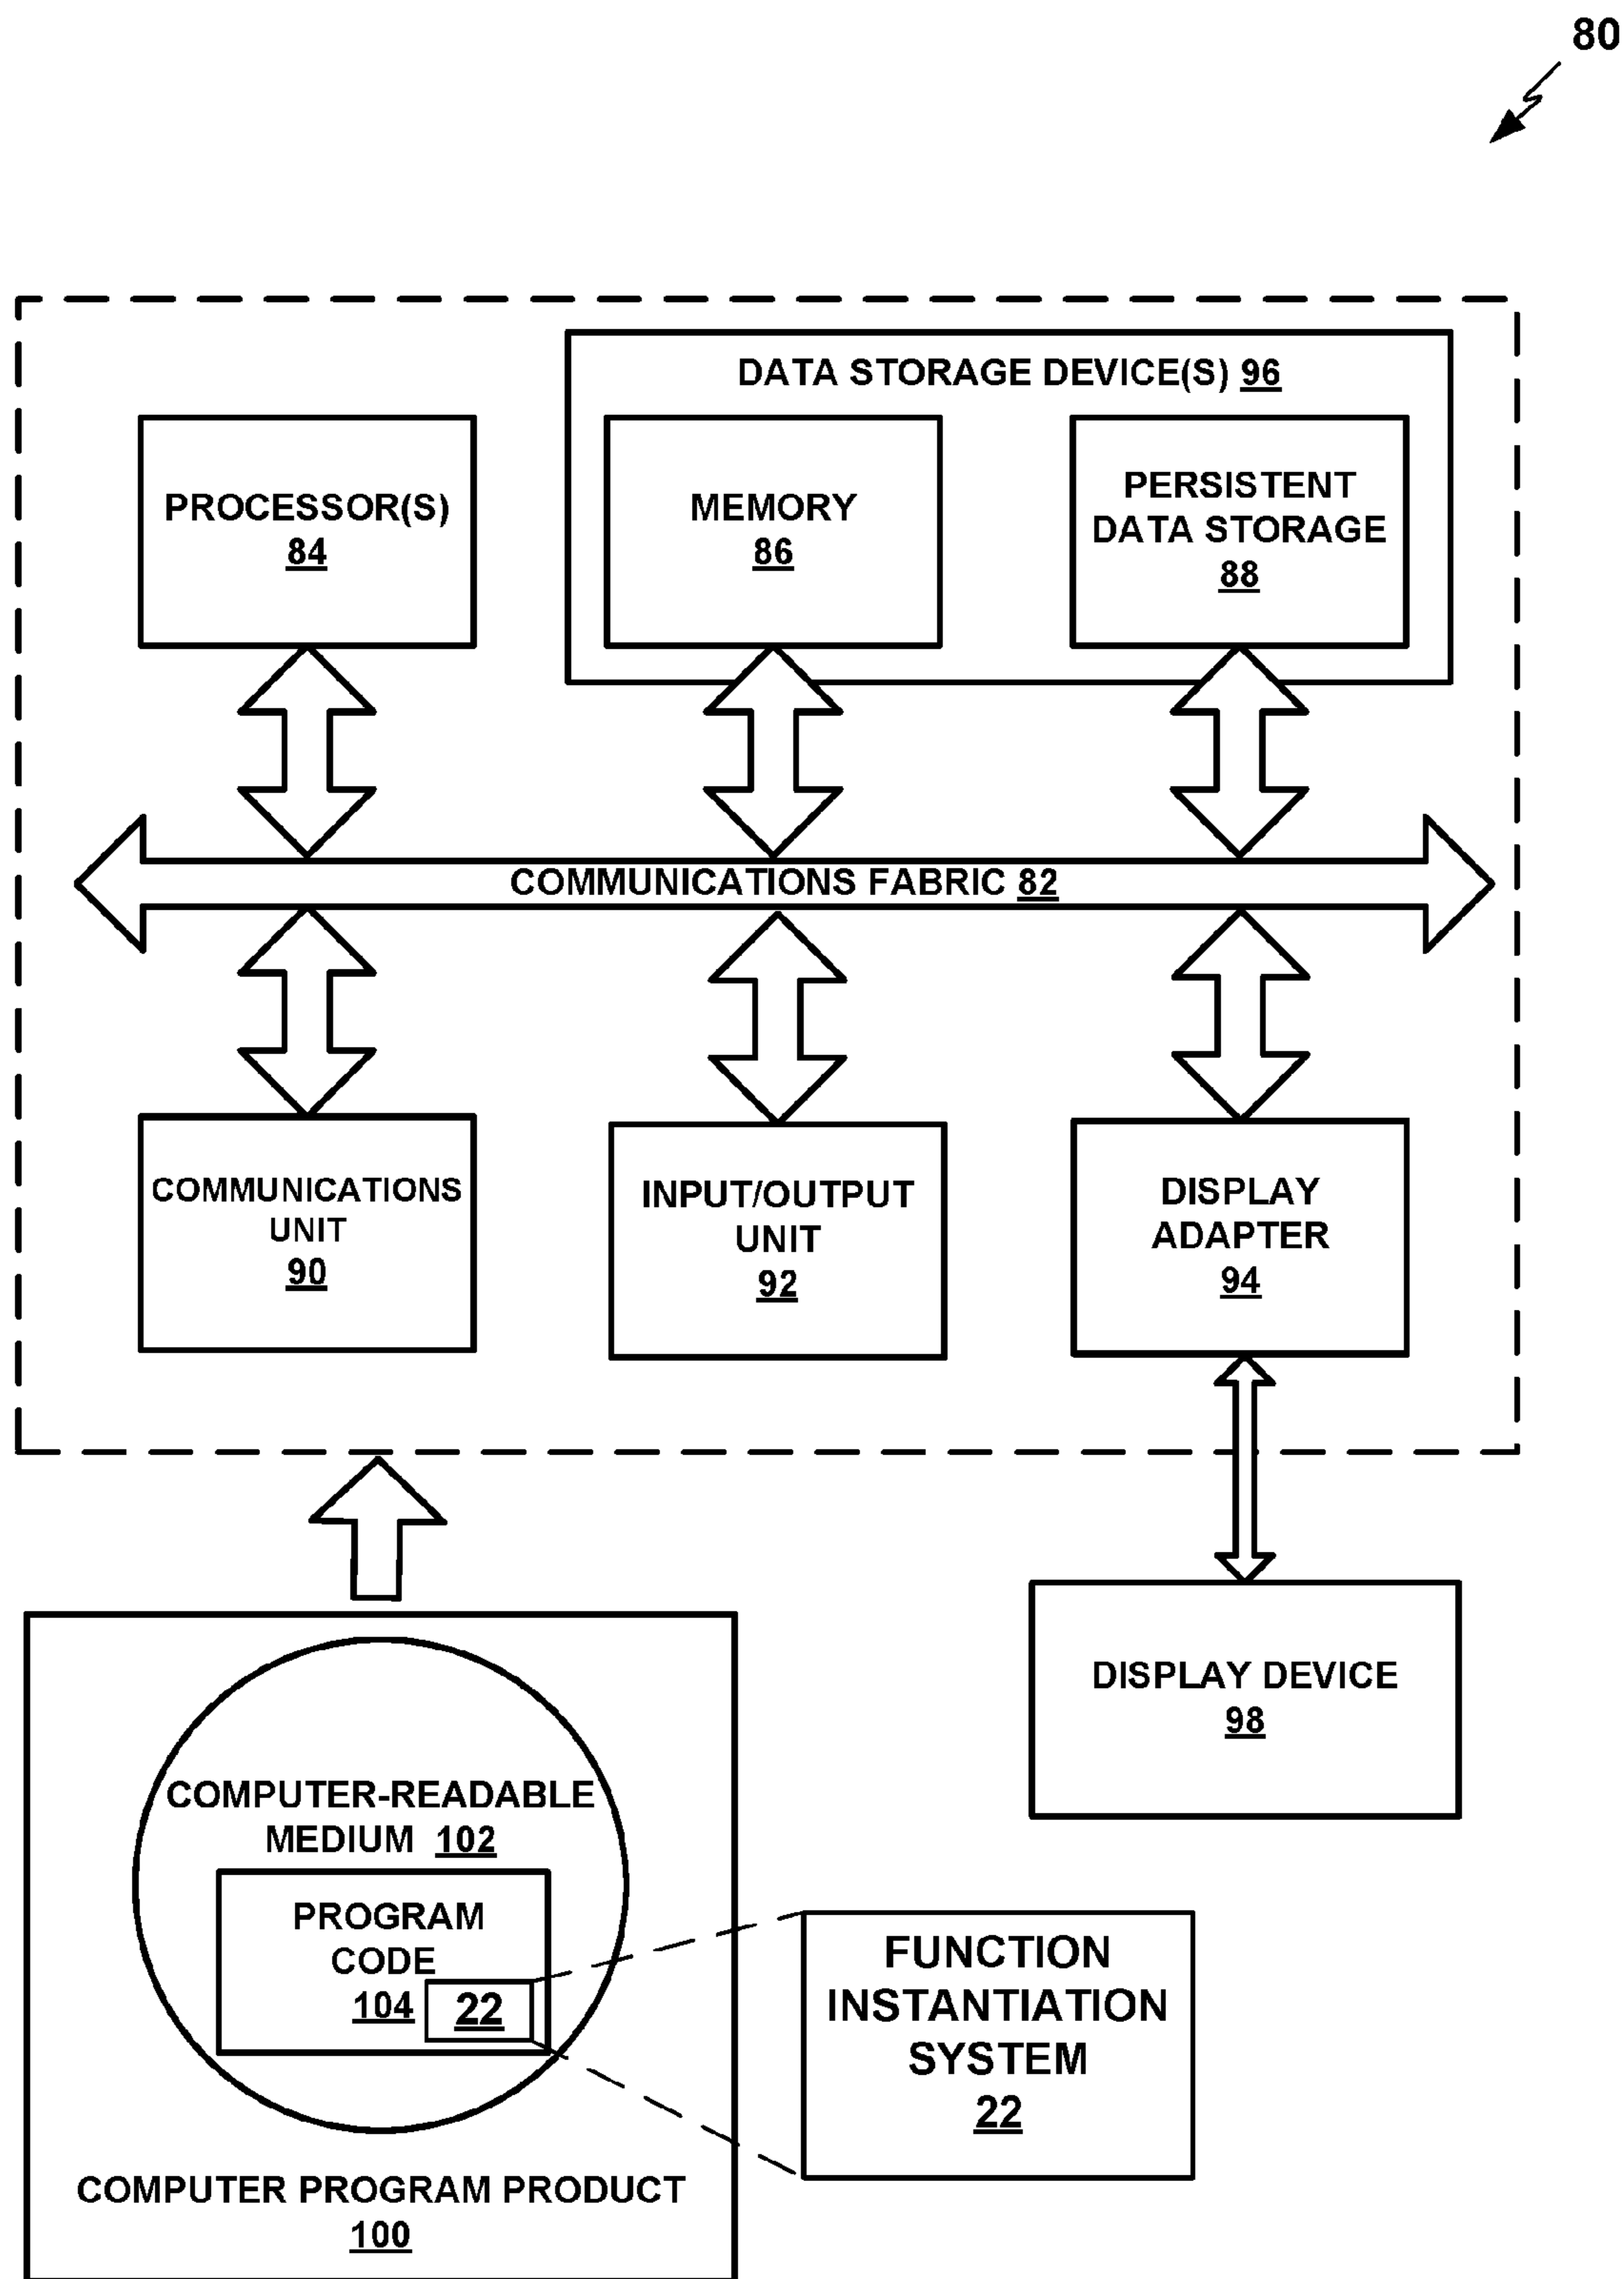 80
DATA STORAGE DEVICE(S) 96
PROCESSOR(S)
84
MEMORY
86
PERSISTENT
DATA STORAGE
88
COMMUNICATIONS FABRIC 82
COMMUNICATIONS
UNIT
90
INPUT/OUTPUT
UNIT
92
DISPLAY
ADAPTER
94
DISPLAY DEVICE
98
COMPUTER-READABLE
MEDIUM 102
PROGRAM
CODE
104
22
FUNCTION
INSTANTIATION
SYSTEM
22
COMPUTER PROGRAM PRODUCT
100